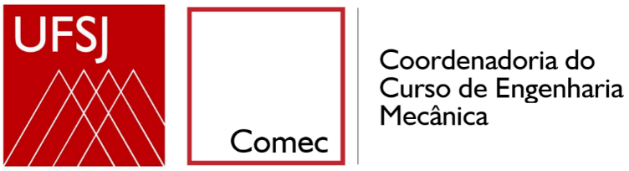 UFSJ
Comec
Coordenadoria do
Curso de Engenharia
Mecânica